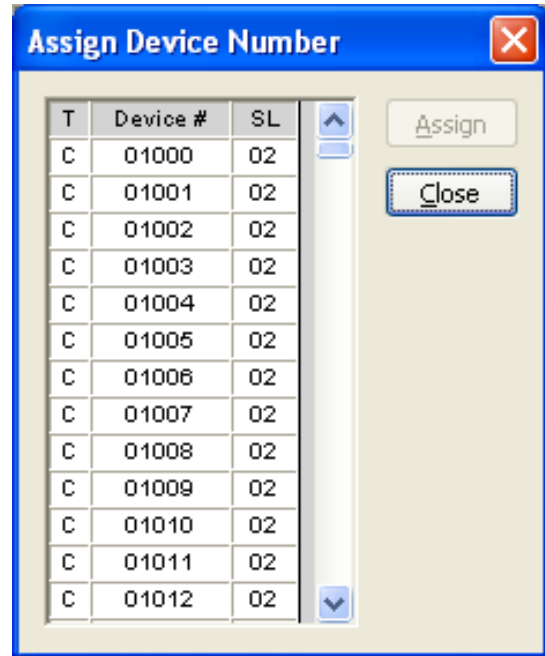 Assign Device Number
T Device # SL
C 01000 02
C 01001 02
C 01002 02
C 01003 02
C 01004 02
C 01005 02
C 01006 02
C 01007 02
C 01008 02
C 01009 02
C 01010 02
C 01011 02
C 01012 02
Assign
Close